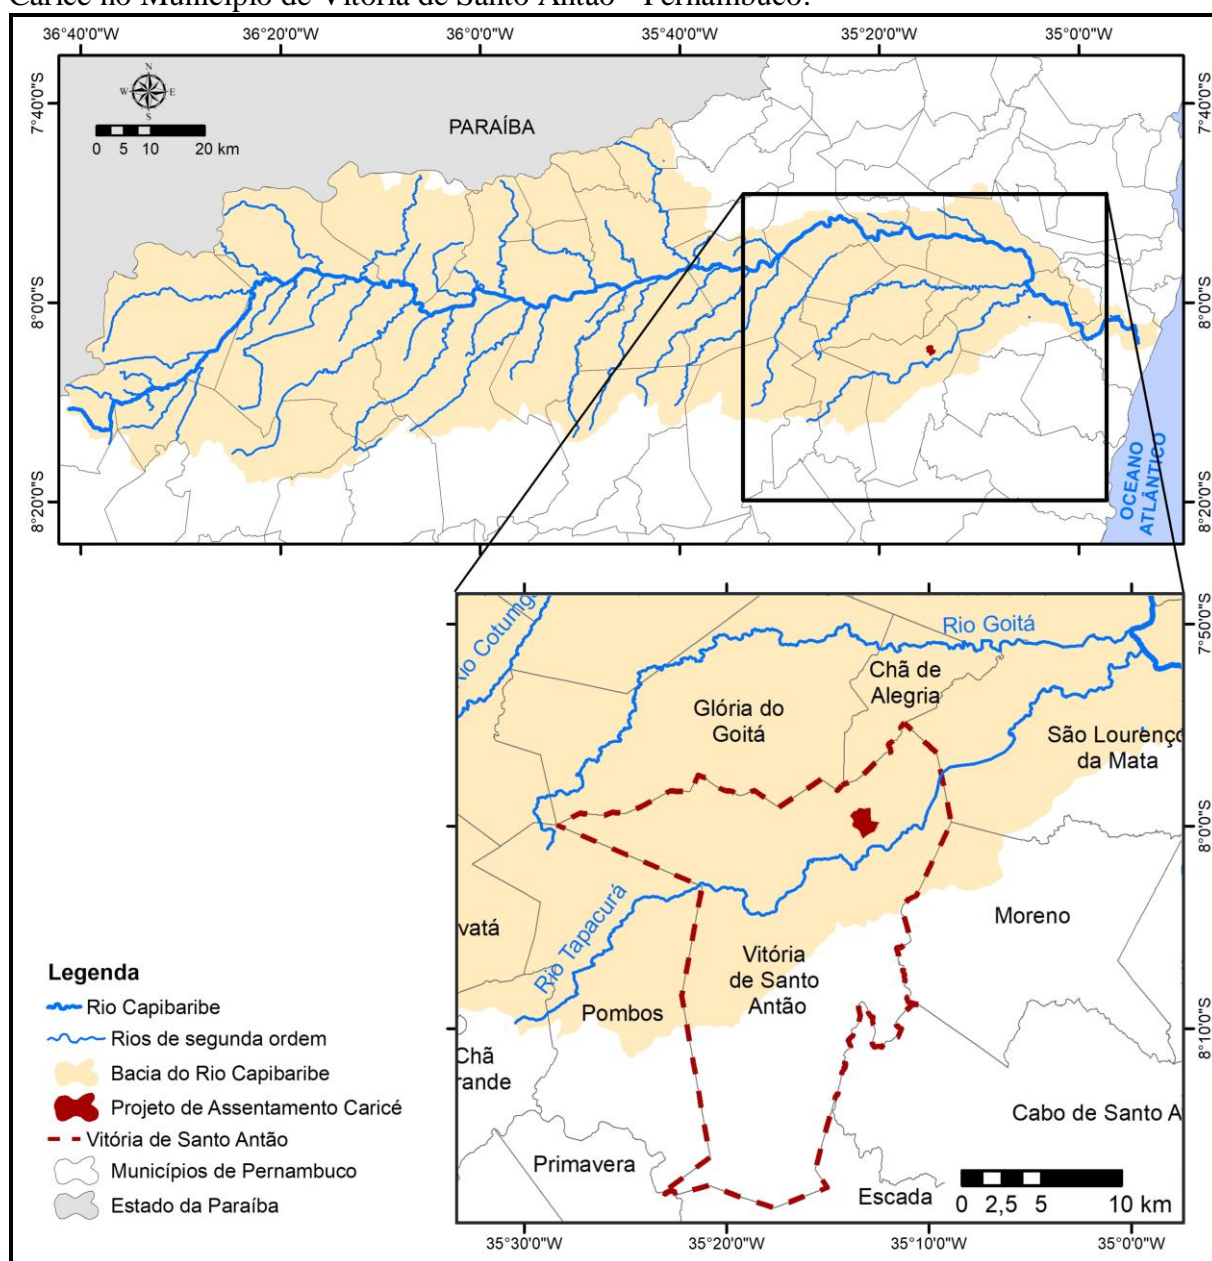 Caricé no Município de Vitória de Santo Antão - Pernambuco.
36°40'0"W 36°20'0"W 36°0'0"W 35°40'0"W 35°20'0"W 35°0'0"W
7°40'0"S
8°0'0"S
8°20'0"S
N
W E
S
0 5 10 20 km
PARAÍBA
7°40'0"S
8°0'0"S
8°20'0"S
OCEANO
ATLÂNTICO
Rio Goitá
Chã de
Alegria
Glória do
Goitá
São Lourenço
da Mata
Rio Tapacurá
vatá
Moreno
Vitória
de Santo
Antão
Pombos
Chã
rande
Cabo de Santo A
Primavera
Escada
0 2,5 5 10 km
7°50'0"S
8°0'0"S
8°10'0"S
35°30'0"W 35°20'0"W 35°10'0"W 35°0'0"W
Legenda
Rio Capibaribe
Rios de segunda ordem
Bacia do Rio Capibaribe
Projeto de Assentamento Caricé
Vitória de Santo Antão
Municípios de Pernambuco
Estado da Paraíba